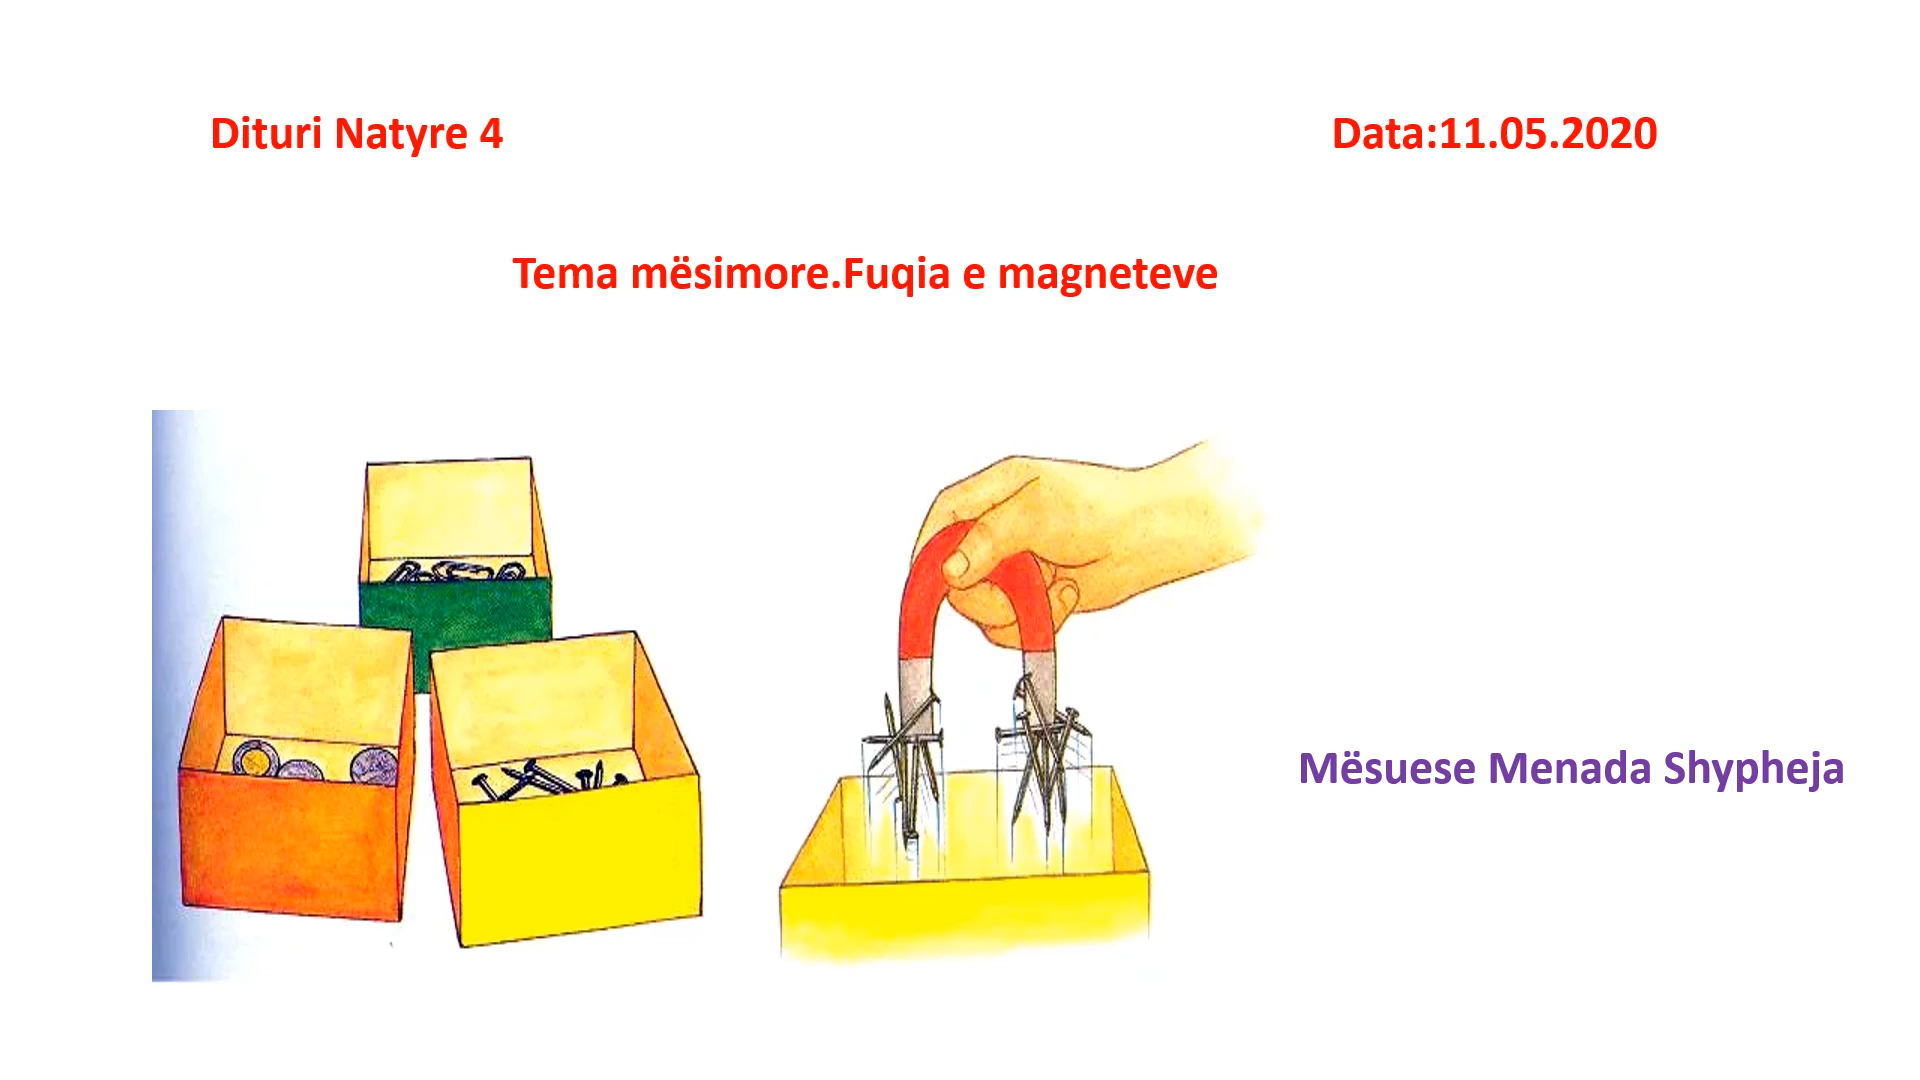 Dituri Natyre 4
Data:11.05.2020
Tema mësimore.Fuqia e magneteve
Mësuese Menada Shypheja